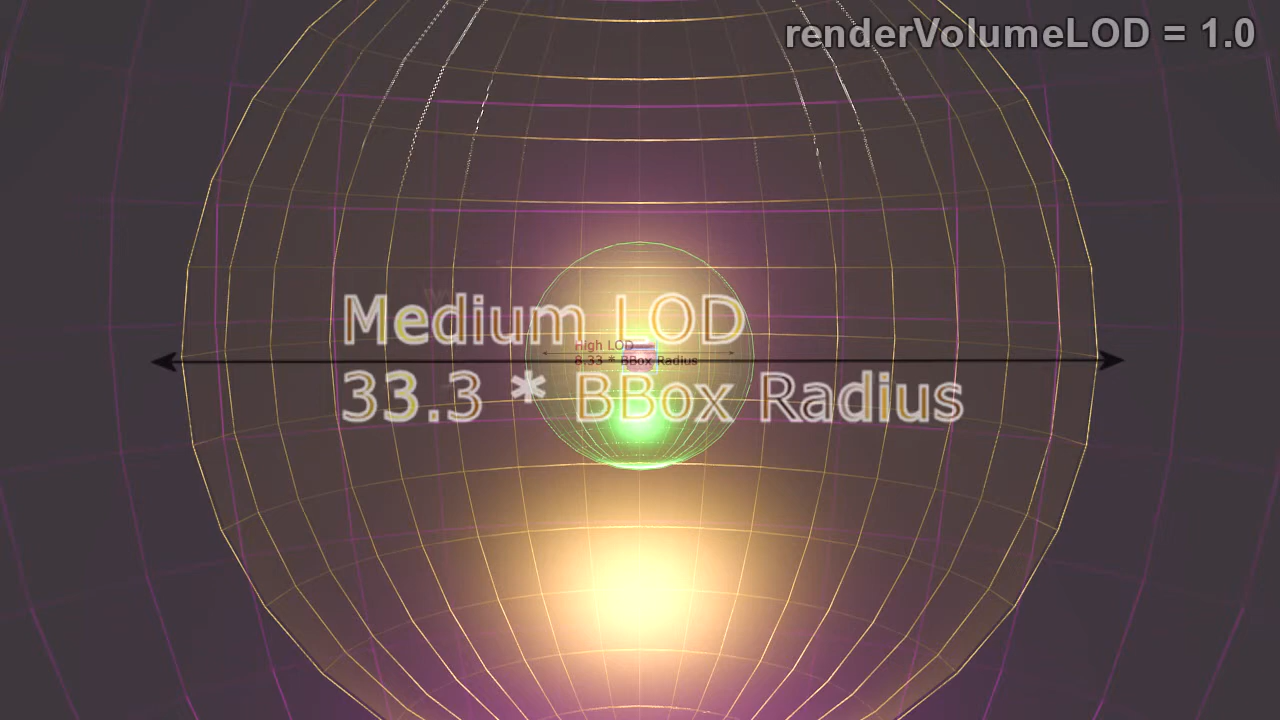 renderVolumeLOD = 1.0
Medium LOD
High LOD
8.33 * BBox Radius
33.3 * BBox Radius